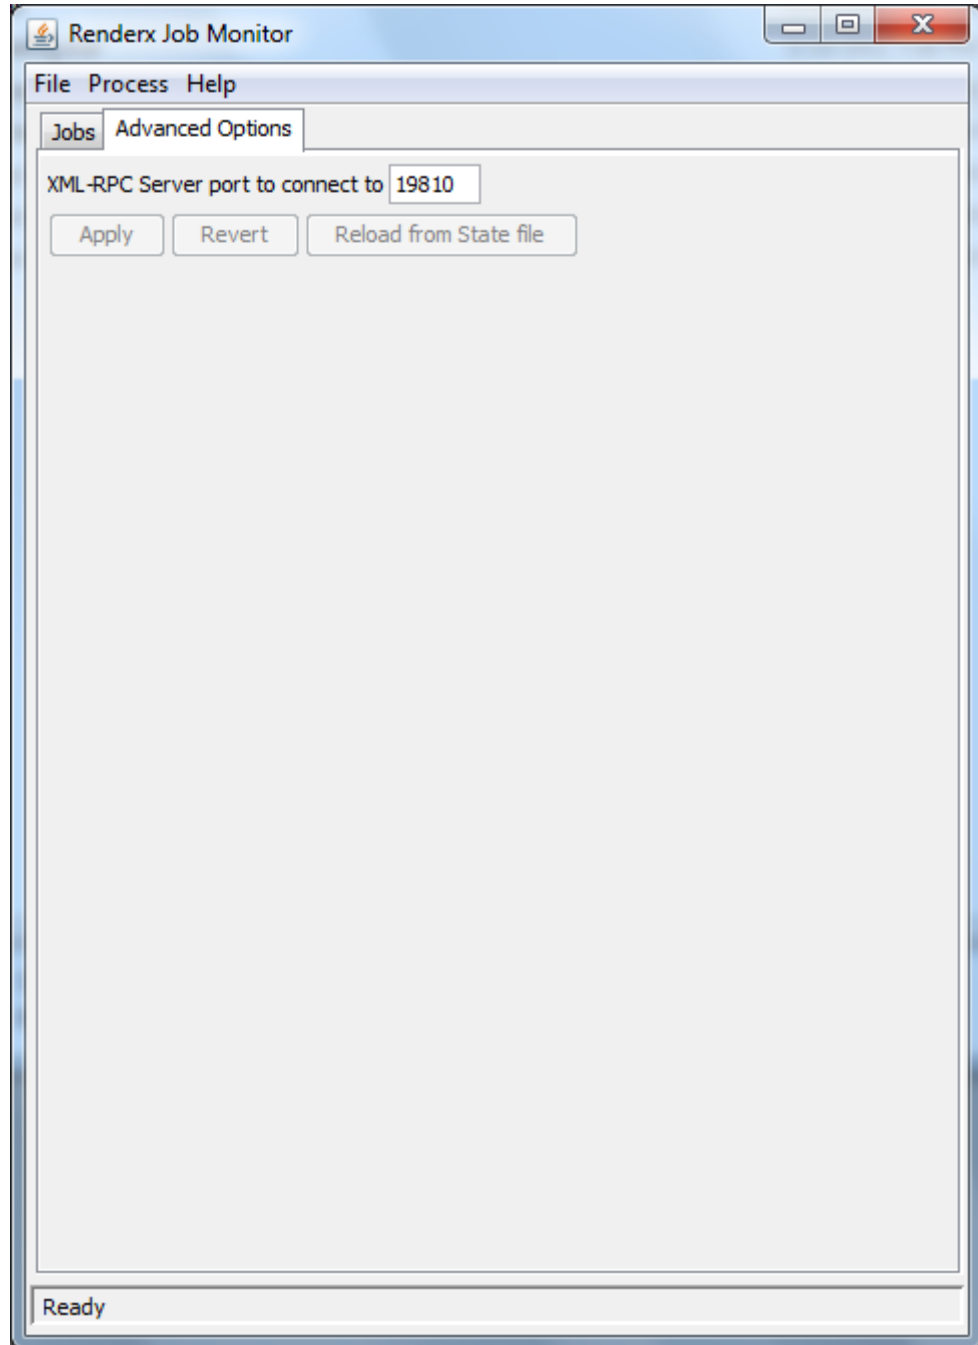 Renderx Job Monitor
File Process Help
Jobs Advanced Options
XML-RPC Server port to connect to 19810
Apply Revert Reload from State file
Ready